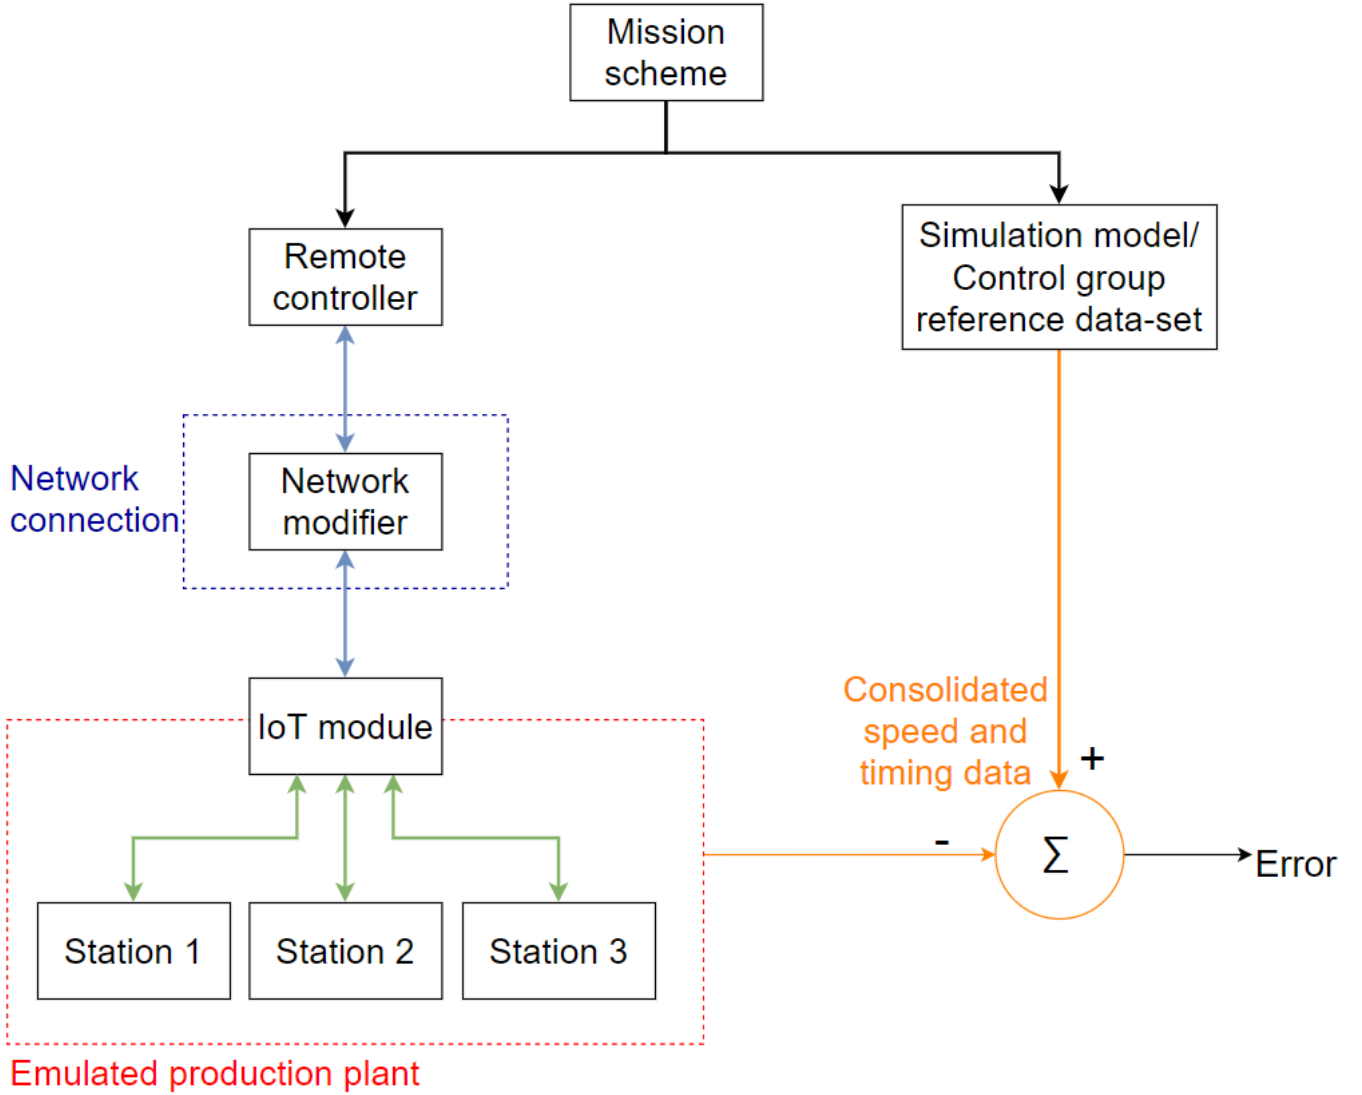 Mission
scheme
Remote
controller
Simulation model/
Control group
reference data-set
Network
connection
Network
modifier
IoT module
Consolidated
speed and
timing data
+
-
Σ
Error
Station 1
Station 2
Station 3
Emulated production plant